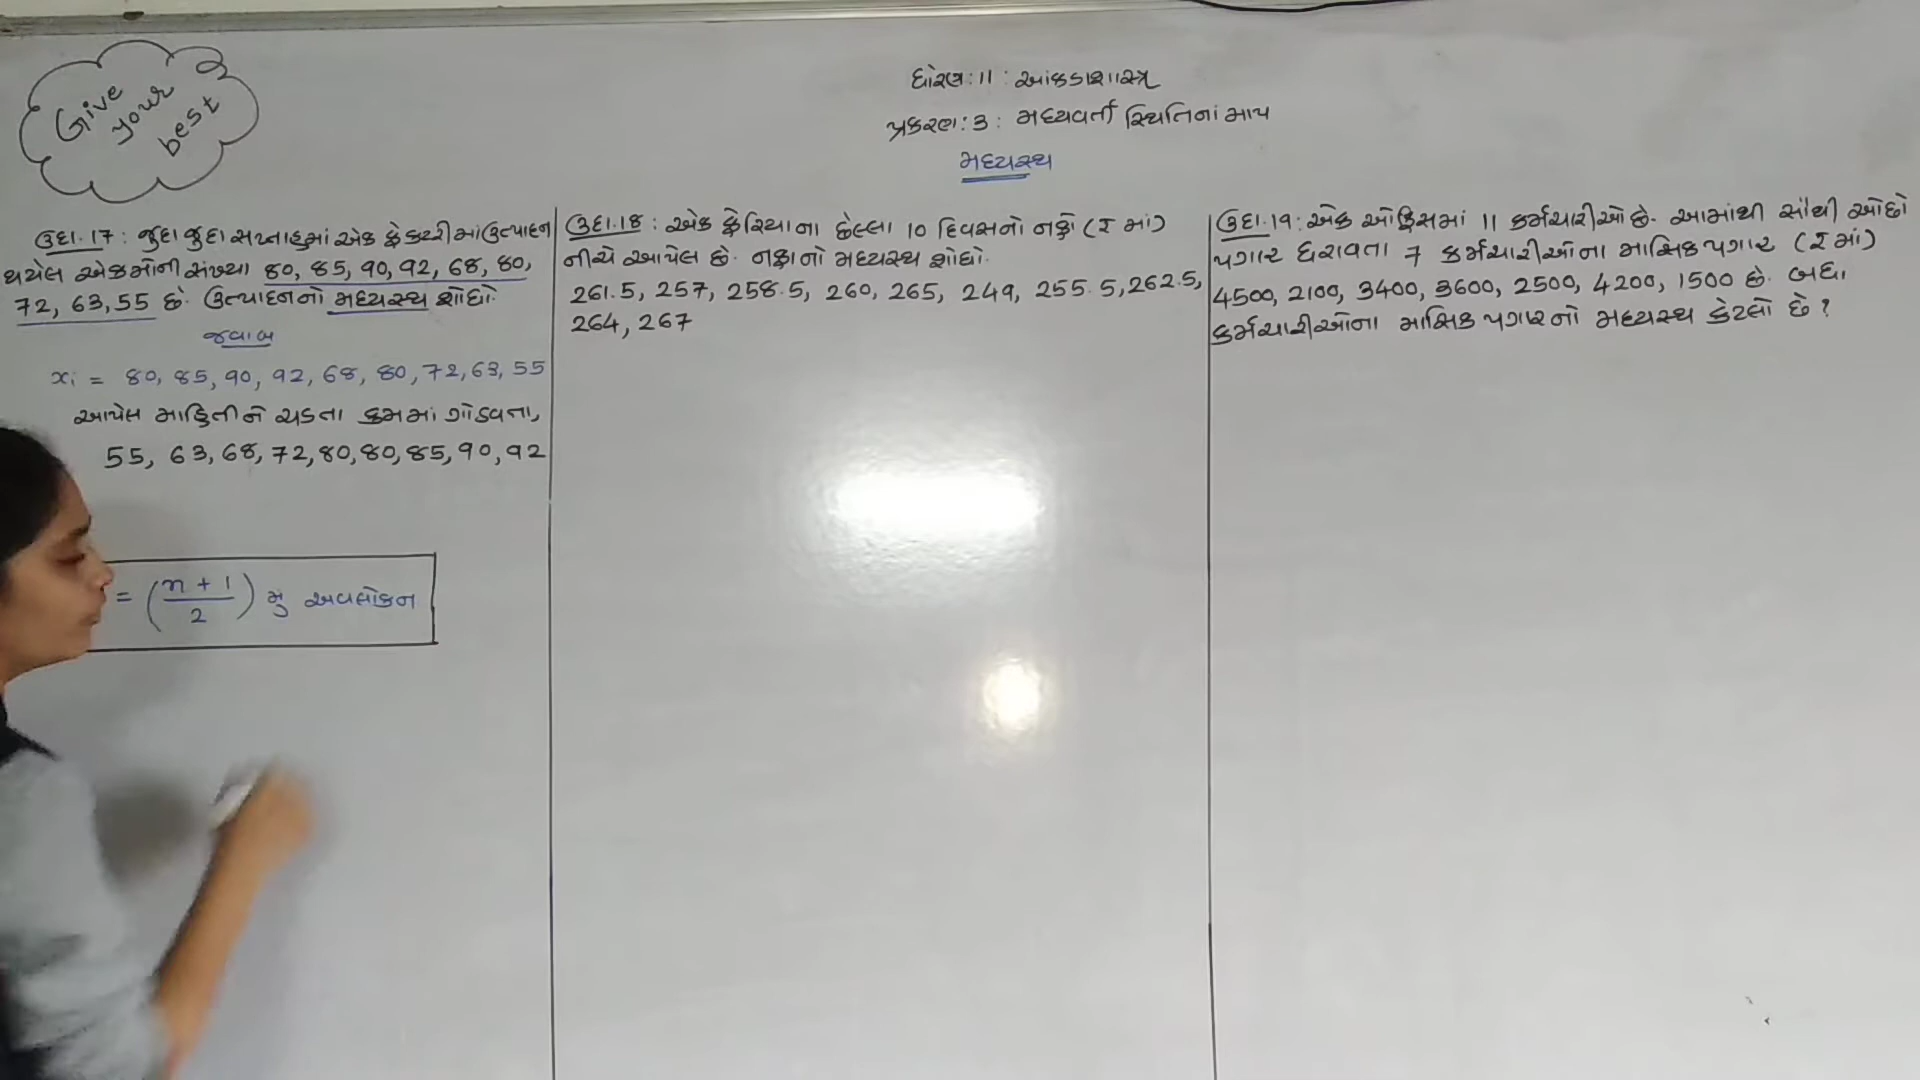 Give
your
best
ધોરણ : 11 : આંકડાશાસ્ત્ર
પ્રકરણ : 3 : મધ્યવર્તી સ્થિતિનાં માપ
મધ્યસ્થ
ઉદા. 17 : જુદા જુદા સપ્તાહમાં એક ફેક્ટરીમાં ઉત્પાદન
થયેલ એકમોની સંખ્યા 80, 85, 90, 92, 68, 80,
72, 63, 55 છે. ઉત્પાદનનો મધ્યસ્થ શોધો.
જવાબ
xi = 80, 85, 90, 92, 68, 80, 72, 63, 55
આપેલ માહિતીને ચડતા ક્રમમાં ગોઠવતા,
55, 63, 68, 72, 80, 80, 85, 90, 92
= (n + 1 / 2) મુ અવલોકન
ઉદા. 18 : એક ફેરિયાના છેલ્લા 10 દિવસનો નફો (₹ માં)
નીચે આપેલ છે. નફાનો મધ્યસ્થ શોધો.
261.5, 257, 258.5, 260, 265, 249, 255.5, 262.5,
264, 267
ઉદા. 19 : એક ઓફિસમાં 11 કર્મચારીઓ છે. આમાંથી સૌથી ઓછો
પગાર ધરાવતા 7 કર્મચારીઓના માસિક પગાર (₹ માં)
4500, 2100, 3400, 3600, 2500, 4200, 1500 છે. બધા
કર્મચારીઓના માસિક પગારનો મધ્યસ્થ કેટલો છે ?